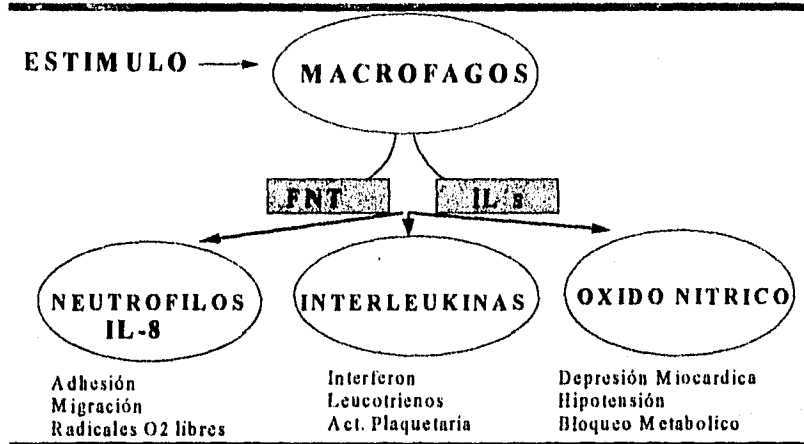 ESTIMULO
MACROFAGOS
FNT
IL's
NEUTROFILOS
IL-8
INTERLEUKINAS
OXIDO NITRICO
Adhesión
Migración
Radicales O2 libres
Interferon
Leucotrienos
Act. Plaquetaria
Depresión Miocardica
Hipotensión
Bloqueo Metabolico